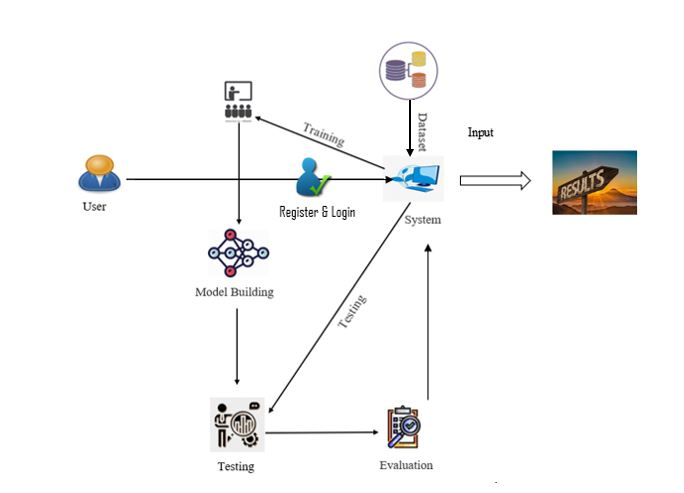 Training
Dataset
Input
RESULTS
User
Register & Login
System
Model Building
Testing
Testing
Evaluation